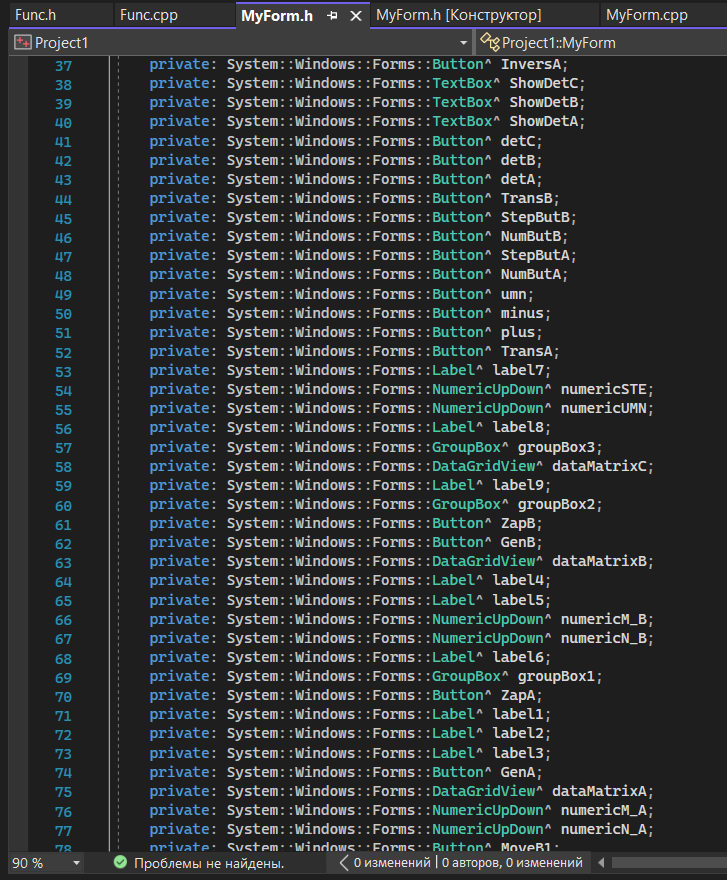 Func.h Func.cpp MyForm.h MyForm.h [Конструктор] MyForm.cpp
Project1 Project1::MyForm
37 private: System::Windows::Forms::Button^ InversA;
38 private: System::Windows::Forms::TextBox^ ShowDetC;
39 private: System::Windows::Forms::TextBox^ ShowDetB;
40 private: System::Windows::Forms::TextBox^ ShowDetA;
41 private: System::Windows::Forms::Button^ detC;
42 private: System::Windows::Forms::Button^ detB;
43 private: System::Windows::Forms::Button^ detA;
44 private: System::Windows::Forms::Button^ TransB;
45 private: System::Windows::Forms::Button^ StepButB;
46 private: System::Windows::Forms::Button^ NumButB;
47 private: System::Windows::Forms::Button^ StepButA;
48 private: System::Windows::Forms::Button^ NumButA;
49 private: System::Windows::Forms::Button^ umn;
50 private: System::Windows::Forms::Button^ minus;
51 private: System::Windows::Forms::Button^ plus;
52 private: System::Windows::Forms::Button^ TransA;
53 private: System::Windows::Forms::Label^ label7;
54 private: System::Windows::Forms::NumericUpDown^ numericSTE;
55 private: System::Windows::Forms::NumericUpDown^ numericUMN;
56 private: System::Windows::Forms::Label^ label8;
57 private: System::Windows::Forms::GroupBox^ groupBox3;
58 private: System::Windows::Forms::DataGridView^ dataMatrixC;
59 private: System::Windows::Forms::Label^ label9;
60 private: System::Windows::Forms::GroupBox^ groupBox2;
61 private: System::Windows::Forms::Button^ ZapB;
62 private: System::Windows::Forms::Button^ GenB;
63 private: System::Windows::Forms::DataGridView^ dataMatrixB;
64 private: System::Windows::Forms::Label^ label4;
65 private: System::Windows::Forms::Label^ label5;
66 private: System::Windows::Forms::NumericUpDown^ numericM_B;
67 private: System::Windows::Forms::NumericUpDown^ numericN_B;
68 private: System::Windows::Forms::Label^ label6;
69 private: System::Windows::Forms::GroupBox^ groupBox1;
70 private: System::Windows::Forms::Button^ ZapA;
71 private: System::Windows::Forms::Label^ label1;
72 private: System::Windows::Forms::Label^ label2;
73 private: System::Windows::Forms::Label^ label3;
74 private: System::Windows::Forms::Button^ GenA;
75 private: System::Windows::Forms::DataGridView^ dataMatrixA;
76 private: System::Windows::Forms::NumericUpDown^ numericM_A;
77 private: System::Windows::Forms::NumericUpDown^ numericN_A;
78 private: System::Windows::Forms::Button^ MoveB1;
90 % Проблемы не найдены. 0 изменений | 0 авторов, 0 изменений